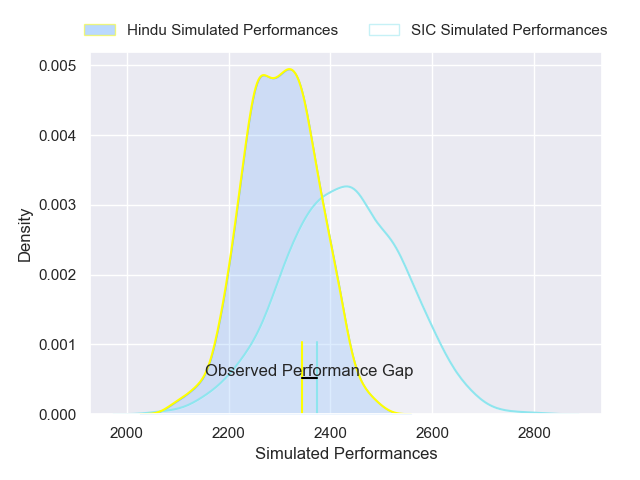 Hindu Simulated Performances SIC Simulated Performances
0.005
0.004
0.003
0.002
0.001
0.000
Density
Observed Performance Gap
2000 2200 2400 2600 2800
Simulated Performances